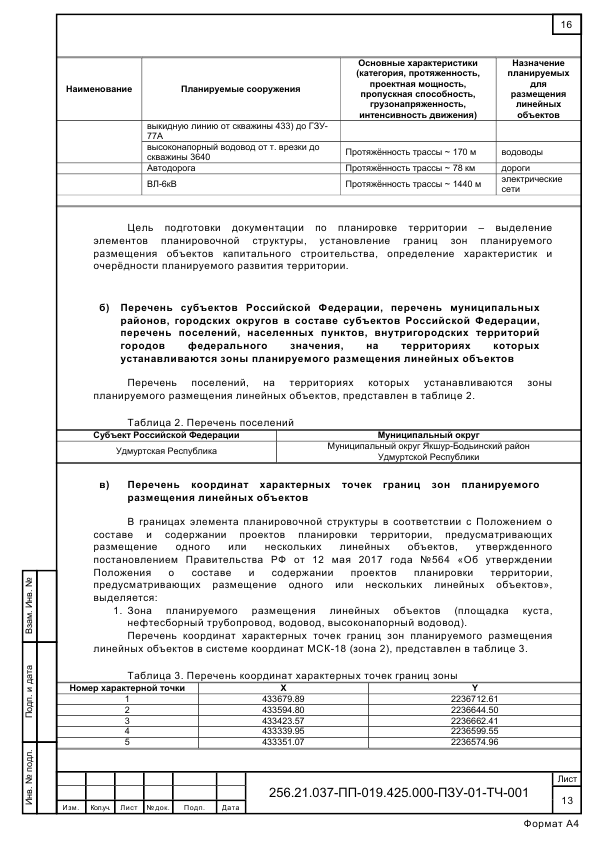 16
Наименование
Планируемые сооружения
Основные характеристики
(категория, протяженность,
проектная мощность,
пропускная способность,
грузонапряженность,
интенсивность движения)
Назначение
планируемых
для
размещения
линейных
объектов
выкидную линию от скважины 433) до ГЗУ-
77А
высоконапорный водовод от т. врезки до
скважины 3640
Протяжённость трассы ~ 170 м
водоводы
Автодорога
Протяжённость трассы ~ 78 км
дороги
ВЛ-6кВ
Протяжённость трассы ~ 1440 м
электрические
сети
Цель подготовки документации по планировке территории – выделение
элементов планировочной структуры, установление границ зон планируемого
размещения объектов капитального строительства, определение характеристик и
очерёдности планируемого развития территории.
б) Перечень субъектов Российской Федерации, перечень муниципальных
районов, городских округов в составе субъектов Российской Федерации,
перечень поселений, населенных пунктов, внутригородских территорий
городов федерального значения, на территориях которых
устанавливаются зоны планируемого размещения линейных объектов
Перечень поселений, на территориях которых устанавливаются зоны
планируемого размещения линейных объектов, представлен в таблице 2.
Таблица 2. Перечень поселений
Субъект Российской Федерации
Муниципальный округ
Удмуртская Республика
Муниципальный округ Якшур-Бодьинский район
Удмуртской Республики
в) Перечень координат характерных точек границ зон планируемого
размещения линейных объектов
В границах элемента планировочной структуры в соответствии с Положением о
составе и содержании проектов планировки территории, предусматривающих
размещение одного или нескольких линейных объектов, утвержденного
постановлением Правительства РФ от 12 мая 2017 года №564 «Об утверждении
Положения о составе и содержании проектов планировки территории,
предусматривающих размещение одного или нескольких линейных объектов»,
выделяется:
1. Зона планируемого размещения линейных объектов (площадка куста,
нефтесборный трубопровод, водовод, высоконапорный водовод).
Перечень координат характерных точек границ зон планируемого размещения
линейных объектов в системе координат МСК-18 (зона 2), представлен в таблице 3.
Таблица 3. Перечень координат характерных точек границ зоны
Номер характерной точки X Y
1 433679.89 2236712.61
2 433594.80 2236644.50
3 433423.57 2236662.41
4 433339.95 2236599.55
5 433351.07 2236574.96
Взам. Инв. №
Подп. и дата
Инв. № подл.
Изм. Кол.уч. Лист №док. Подп. Дата
256.21.037-ПП-019.425.000-ПЗУ-01-ТЧ-001
Лист
13
Формат А4